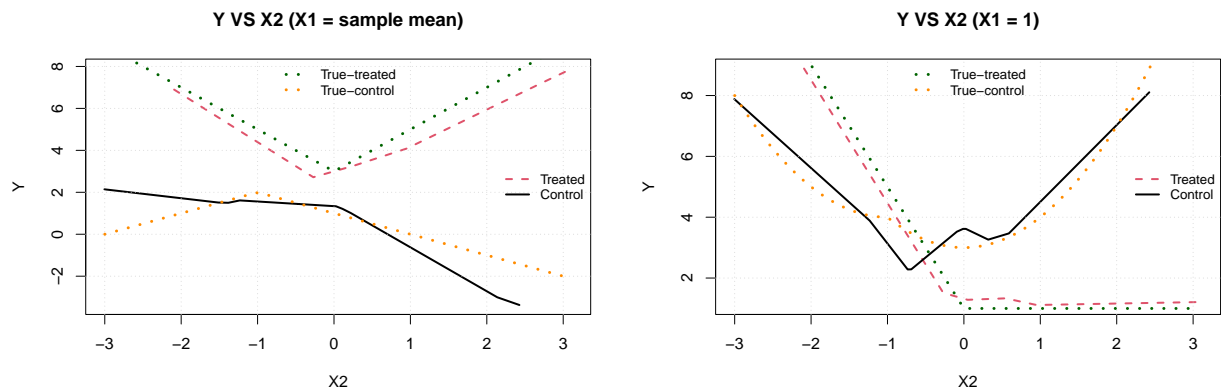 Y VS X2 (X1 = sample mean)
8
6
4
2
0
−2
Y
True−treated
True−control
Treated
Control
−3 −2 −1 0 1 2 3
X2
Y VS X2 (X1 = 1)
8
6
4
2
Y
True−treated
True−control
Treated
Control
−3 −2 −1 0 1 2 3
X2